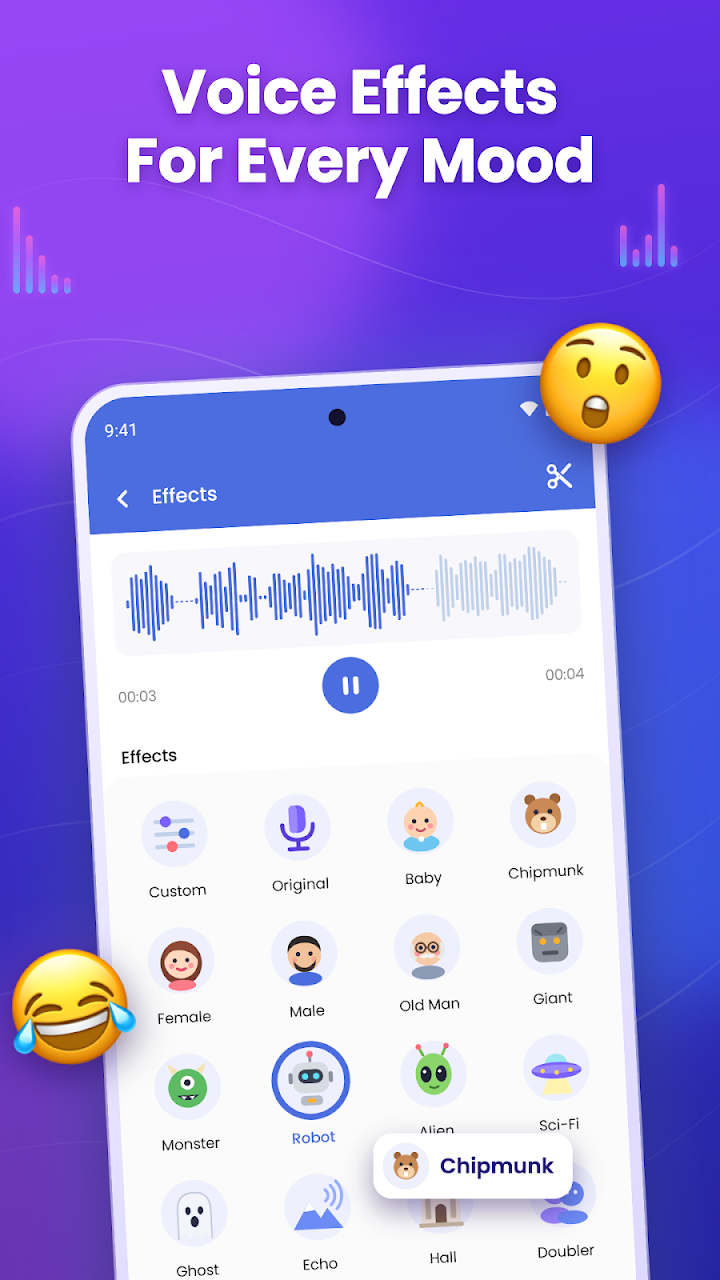 Voice Effects
For Every Mood
9:41
Effects
00:03
00:04
Effects
Custom
Original
Baby
Chipmunk
Female
Male
Old Man
Giant
Monster
Robot
Alien
Sci-Fi
Chipmunk
Ghost
Echo
Hall
Doubler